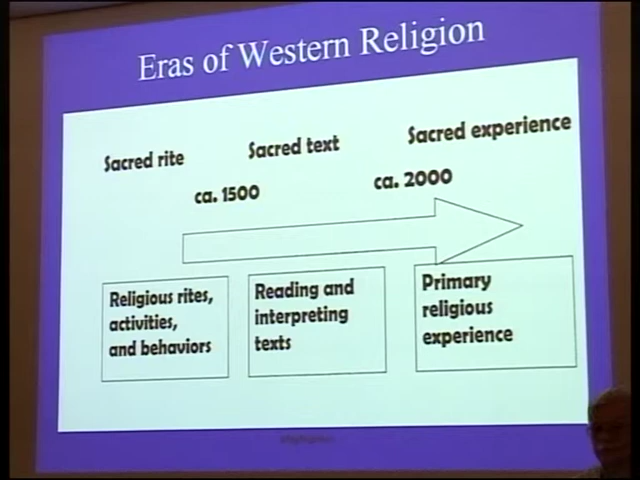 Eras of Western Religion
Sacred rite
Sacred text
Sacred experience
ca. 1500
ca. 2000
Religious rites,
activities,
and behaviors
Reading and
interpreting
texts
Primary
religious
experience